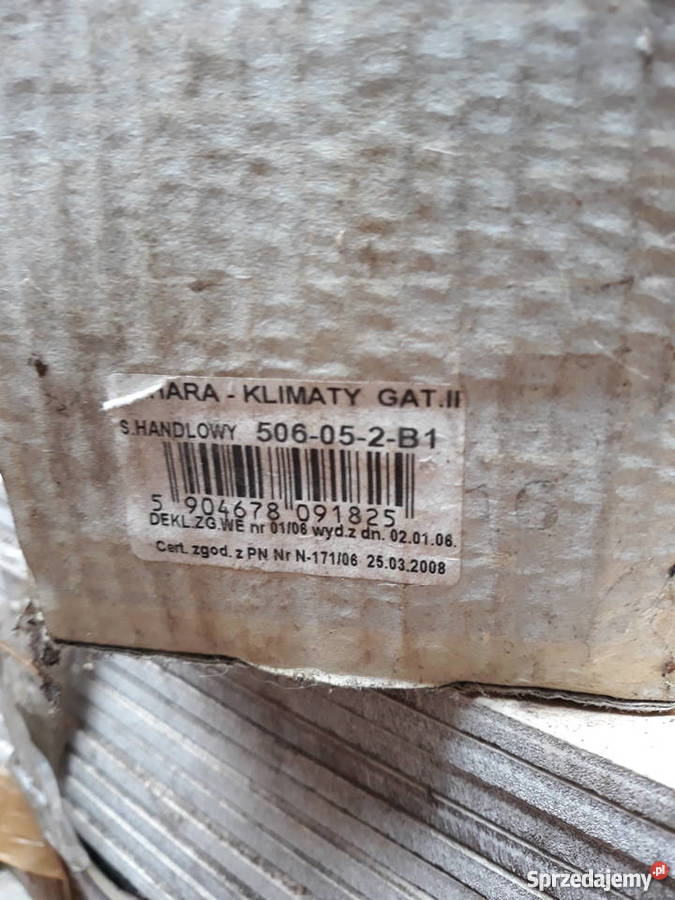 - KLIMATY GAT.II
S.HANDLOWY 506-05-2-B1
5 904678 091825
DEKL.ZG.WE nr 01/06 wyd.z dn. 02.01.06.
Cert. zgod. z PN Nr N-171/06 25.03.2008
Sprzedajemy.pl